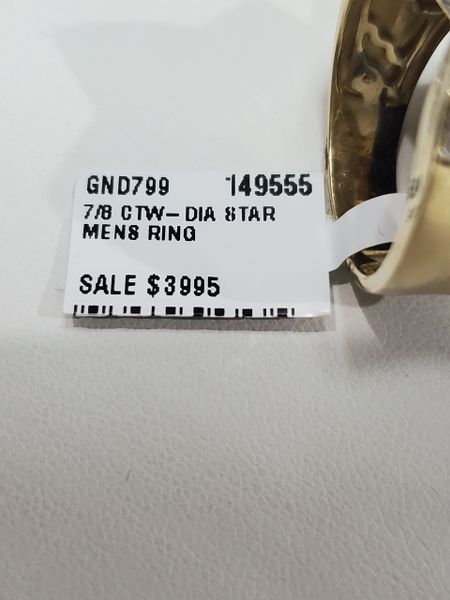 GND799 149555
7/8 CTW-DIA STAR
MENS RING
SALE $3995